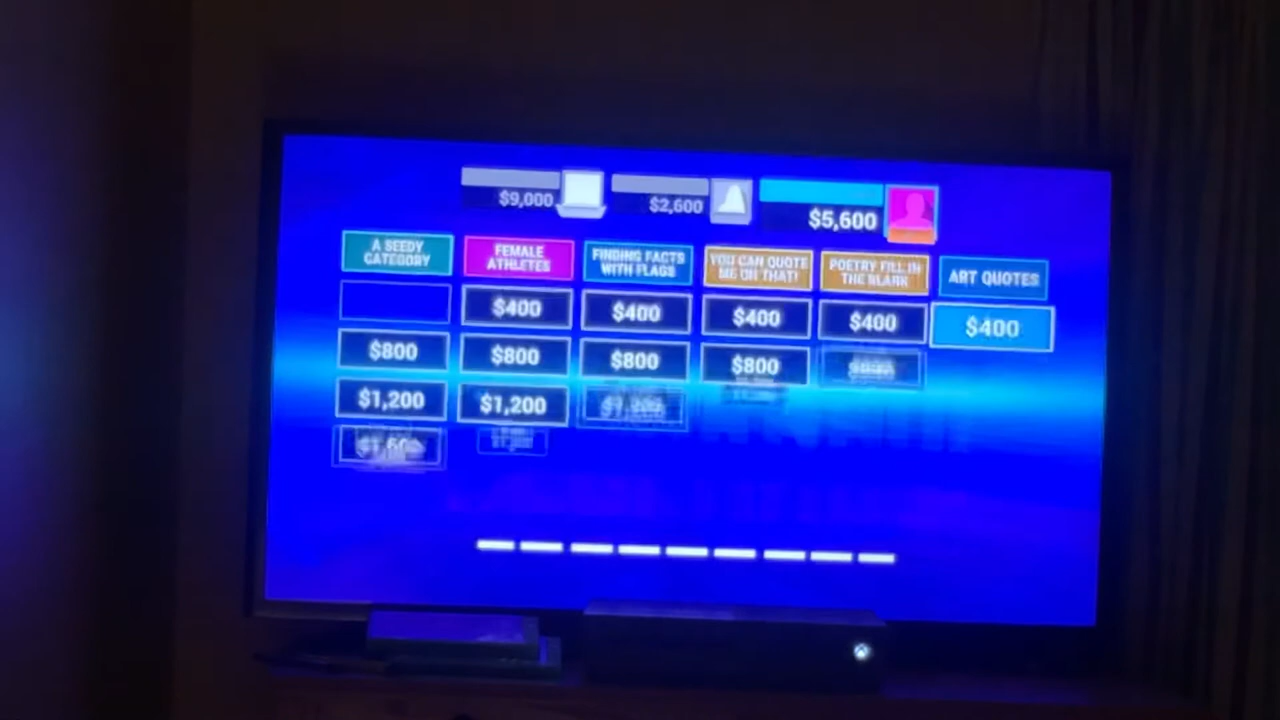 $9,000
$2,600
$5,600
A SEEDY
CATEGORY
FEMALE
ATHLETES
FINDING FACTS
WITH FLAGS
YOU CAN QUOTE
ME ON THAT!
POETRY FILL IN
THE BLANK
ART QUOTES
$400
$400
$400
$400
$400
$800
$800
$800
$800
$1,200
$1,200
$1,200